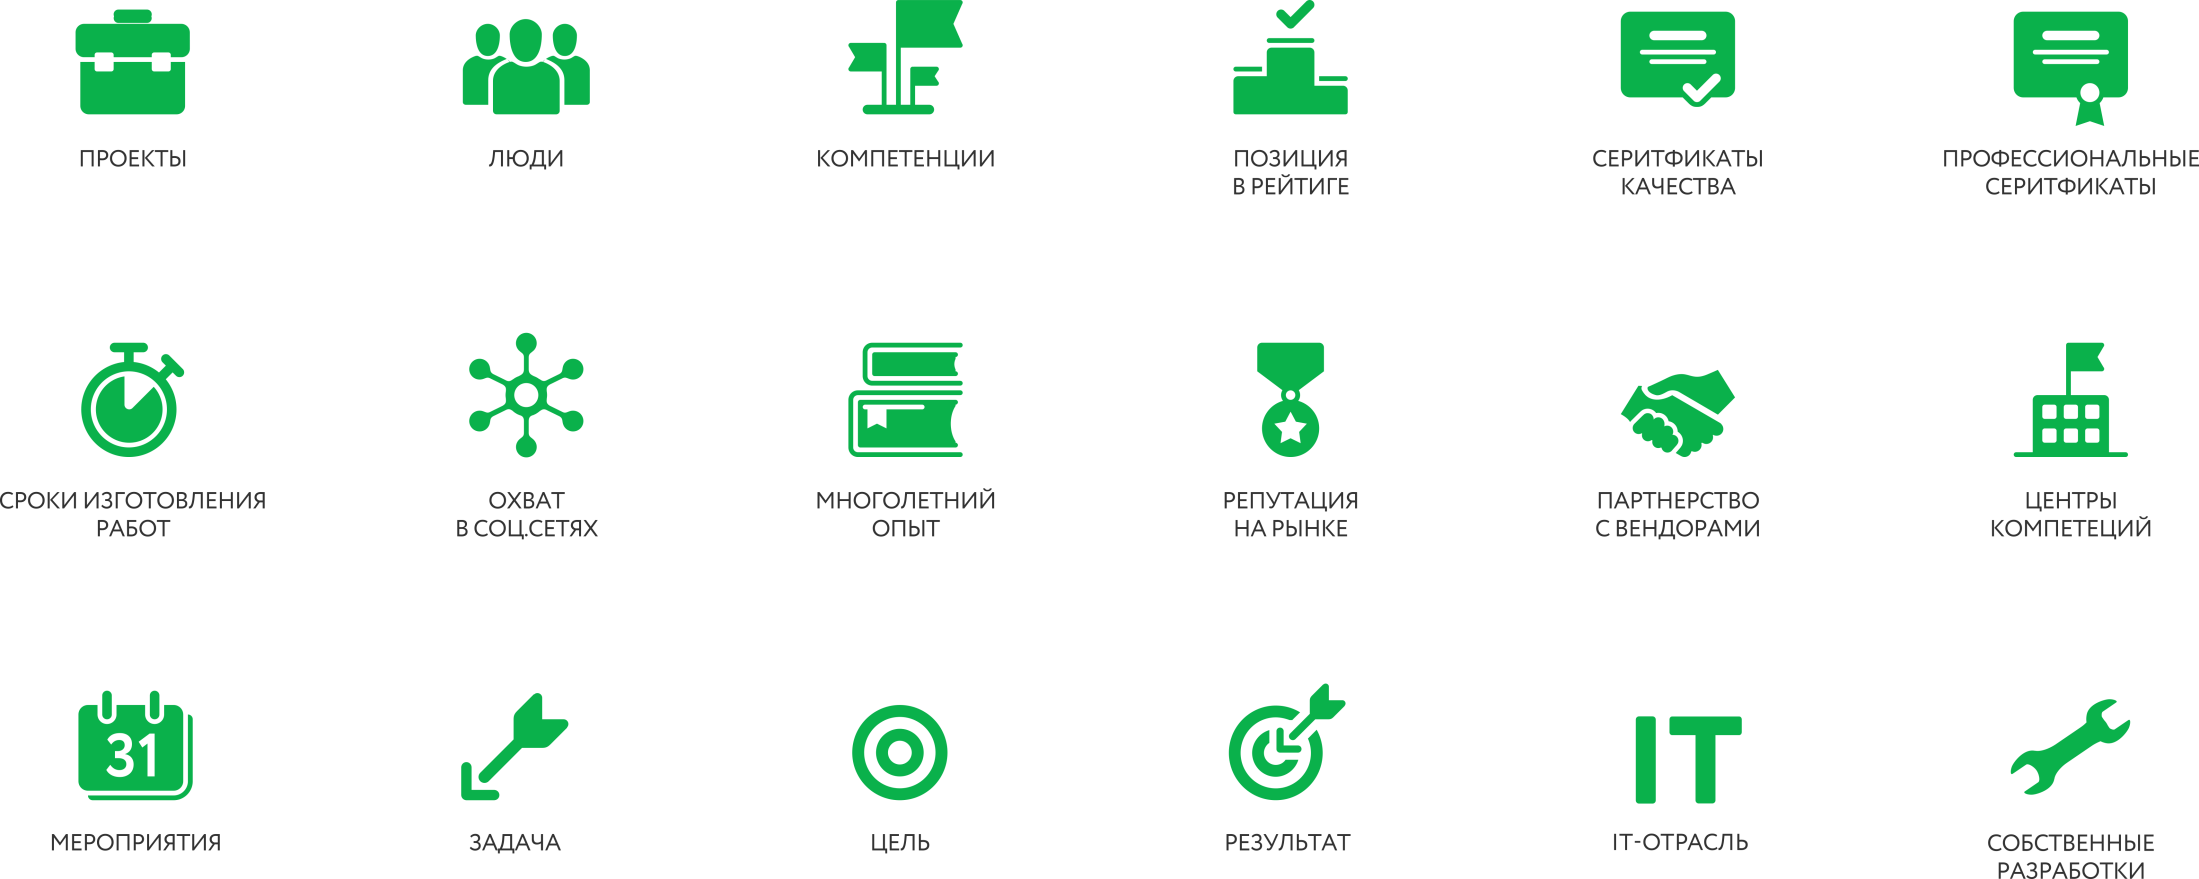 ПРОЕКТЫ
ЛЮДИ
КОМПЕТЕНЦИИ
ПОЗИЦИЯ
В РЕЙТИГЕ
СЕРИТФИКАТЫ
КАЧЕСТВА
ПРОФЕССИОНАЛЬНЫЕ
СЕРИТФИКАТЫ
СРОКИ ИЗГОТОВЛЕНИЯ
РАБОТ
ОХВАТ
В СОЦ.СЕТЯХ
МНОГОЛЕТНИЙ
ОПЫТ
РЕПУТАЦИЯ
НА РЫНКЕ
ПАРТНЕРСТВО
С ВЕНДОРАМИ
ЦЕНТРЫ
КОМПЕТЕЦИЙ
31
МЕРОПРИЯТИЯ
ЗАДАЧА
ЦЕЛЬ
РЕЗУЛЬТАТ
IT
IT-ОТРАСЛЬ
СОБСТВЕННЫЕ
РАЗРАБОТКИ